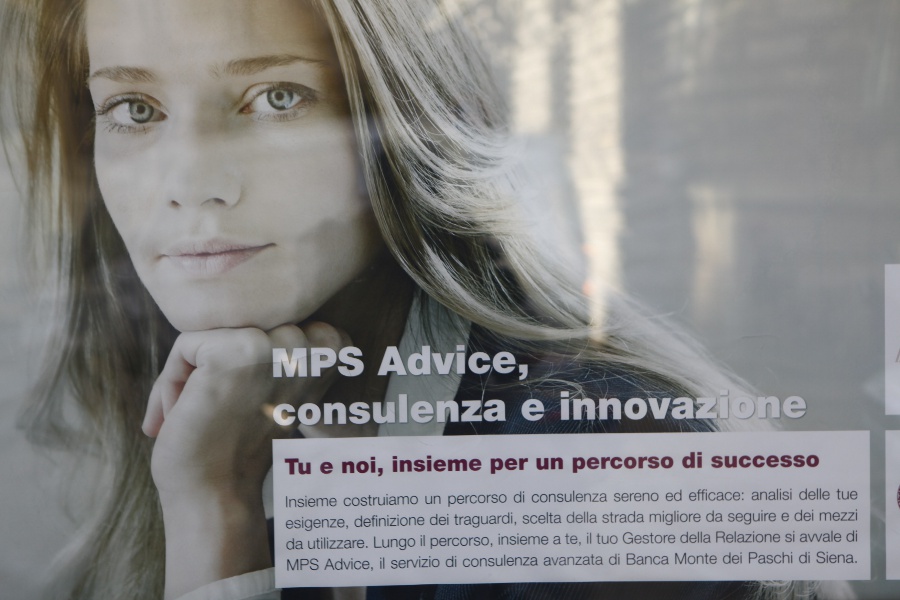 MPS Advice,
consulenza e innovazione
Tu e noi, insieme per un percorso di successo
Insieme costruiamo un percorso di consulenza sereno ed efficace: analisi delle tue
esigenze, definizione dei traguardi, scelta della strada migliore da seguire e dei mezzi
da utilizzare. Lungo il percorso, insieme a te, il tuo Gestore della Relazione si avvale di
MPS Advice, il servizio di consulenza avanzata di Banca Monte dei Paschi di Siena.